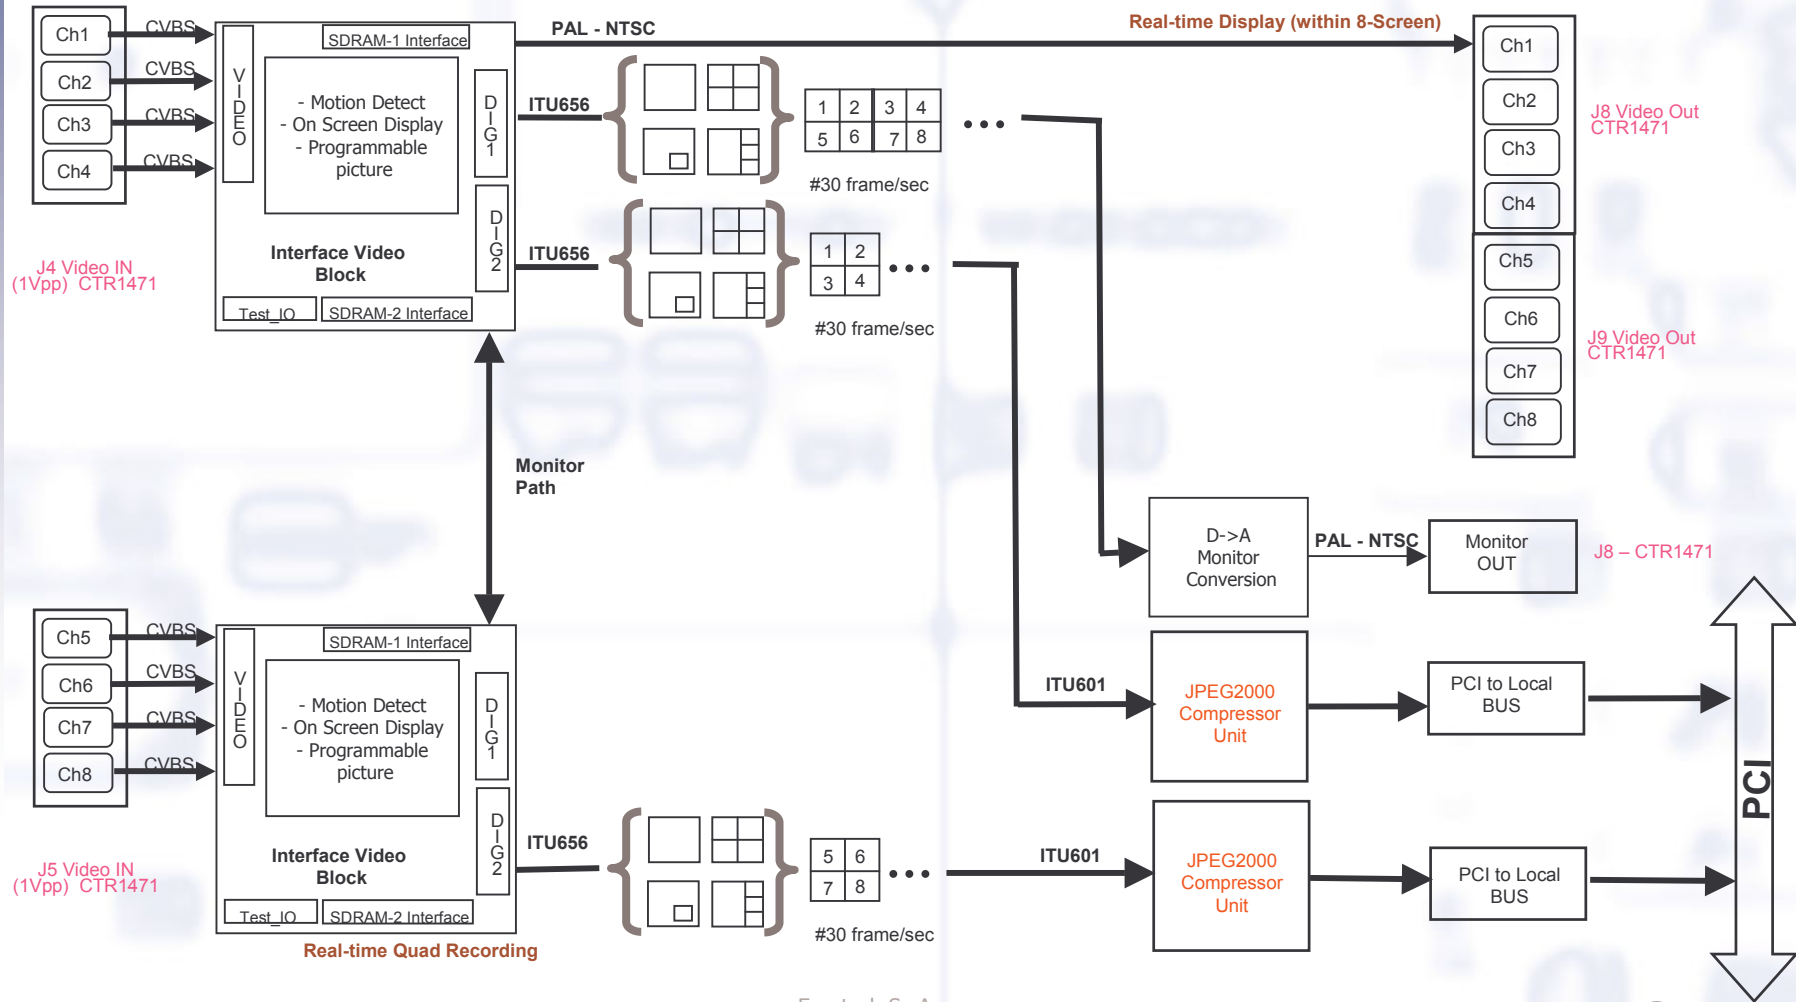 Ch1
CVBS
Ch2
CVBS
Ch3
CVBS
Ch4
CVBS
J4 Video IN
(1Vpp) CTR1471
VIDEO
SDRAM-1 Interface
- Motion Detect
- On Screen Display
- Programmable
picture
DIG1
DIG2
Interface Video
Block
Test_IO
SDRAM-2 Interface
PAL - NTSC
Real-time Display (within 8-Screen)
ITU656
1 2 3 4
5 6 7 8
...
#30 frame/sec
ITU656
1 2
3 4
...
#30 frame/sec
Ch1
Ch2
Ch3
Ch4
Ch5
Ch6
Ch7
Ch8
J8 Video Out
CTR1471
J9 Video Out
CTR1471
Monitor
Path
D->A
Monitor
Conversion
PAL - NTSC
Monitor
OUT
J8 – CTR1471
Ch5
CVBS
Ch6
CVBS
Ch7
CVBS
Ch8
CVBS
J5 Video IN
(1Vpp) CTR1471
VIDEO
SDRAM-1 Interface
- Motion Detect
- On Screen Display
- Programmable
picture
DIG1
DIG2
Interface Video
Block
Test_IO
SDRAM-2 Interface
Real-time Quad Recording
ITU656
5 6
7 8
...
#30 frame/sec
ITU601
JPEG2000
Compressor
Unit
PCI to Local
BUS
ITU601
JPEG2000
Compressor
Unit
PCI to Local
BUS
PCI